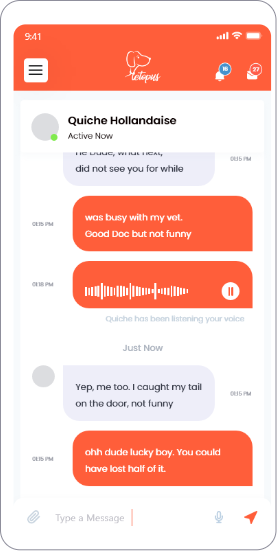 9:41
Petopus
16
27
Quiche Hollandaise
Active Now
He Dude, what next,
did not see you for while
01:15 PM
was busy with my vet.
Good Doc but not funny
01:15 PM
01:18 PM
Quiche has been listening your voice
Just Now
Yep, me too. I caught my tail
on the door, not funny
01:15 PM
ohh dude lucky boy. You could
have lost half of it.
01:15 PM
Type a Message